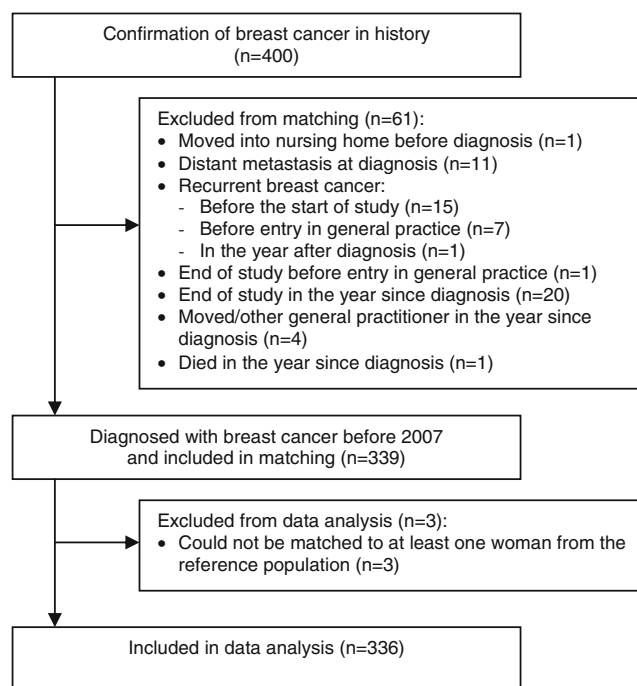 Confirmation of breast cancer in history
(n=400)
Excluded from matching (n=61):
• Moved into nursing home before diagnosis (n=1)
• Distant metastasis at diagnosis (n=11)
• Recurrent breast cancer:
- Before the start of study (n=15)
- Before entry in general practice (n=7)
- In the year after diagnosis (n=1)
• End of study before entry in general practice (n=1)
• End of study in the year since diagnosis (n=20)
• Moved/other general practitioner in the year since
diagnosis (n=4)
• Died in the year since diagnosis (n=1)
Diagnosed with breast cancer before 2007
and included in matching (n=339)
Excluded from data analysis (n=3):
• Could not be matched to at least one woman from the
reference population (n=3)
Included in data analysis (n=336)